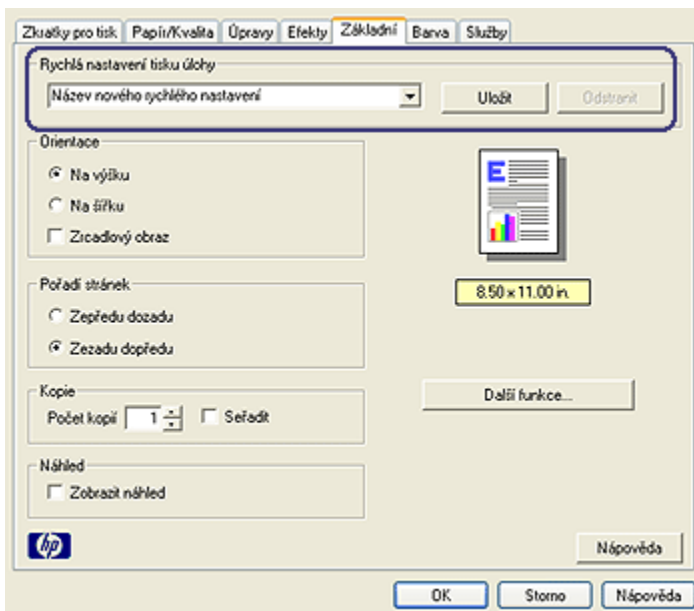 Zkratky pro tisk Papír/Kvalita Úpravy Efekty Základní Barva Služby
Rychlá nastavení tisku úlohy
Název nového rychlého nastavení Uložit Odstranit
Orientace
Na výšku
Na šířku
Zrcadlový obraz
E
8.50 × 11.00 in.
Pořadí stránek
Zepředu dozadu
Zezadu dopředu
Kopie
Počet kopií 1 Seřadit
Další funkce...
Náhled
Zobrazit náhled
hp
Nápověda
OK Storno Nápověda